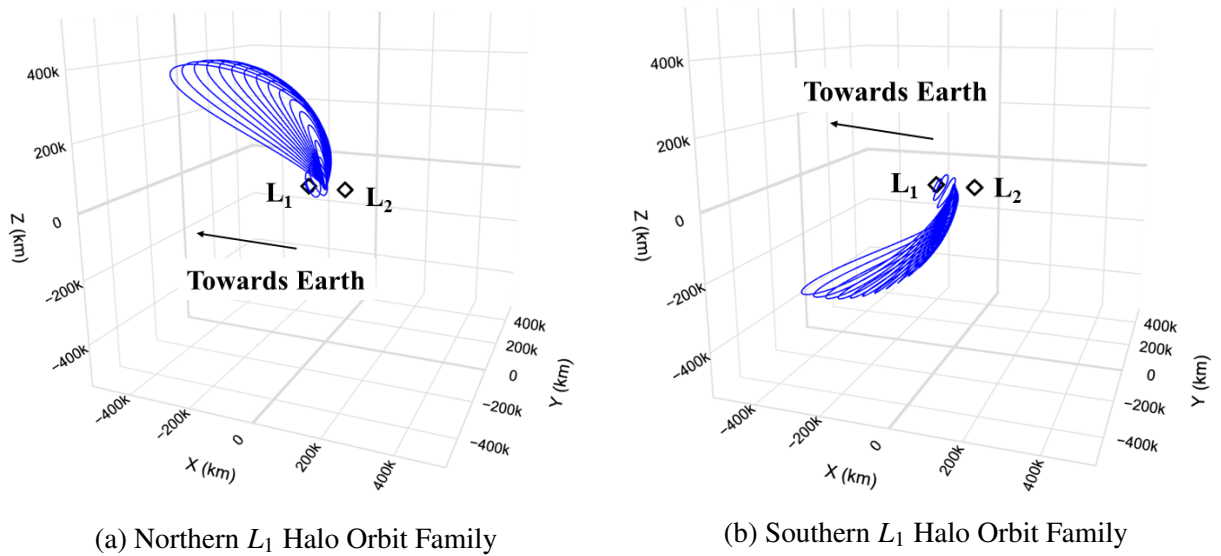 400k
200k
0
−200k
−400k
Z (km)
L1
L2
Towards Earth
−400k
−200k
0
200k
400k
X (km)
400k
200k
0
−200k
−400k
Y (km)
(a) Northern L1 Halo Orbit Family
400k
200k
0
−200k
−400k
Z (km)
Towards Earth
L1
L2
−400k
−200k
0
200k
400k
X (km)
400k
200k
0
−200k
−400k
Y (km)
(b) Southern L1 Halo Orbit Family